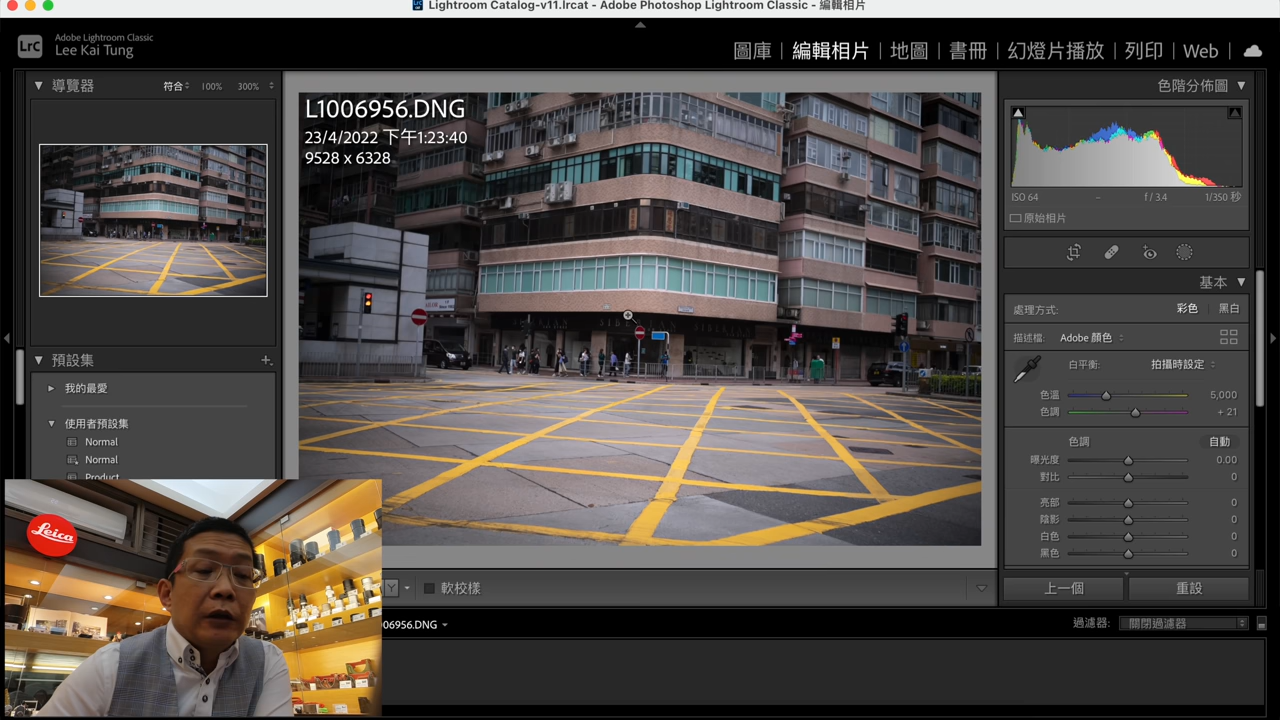 Lightroom Catalog-v11.lrcat - Adobe Photoshop Lightroom Classic - 編輯相片
LrC
Adobe Lightroom Classic
Lee Kai Tung
圖庫 | 編輯相片 | 地圖 | 書冊 | 幻燈片播放 | 列印 | Web
導覽器
符合
100%
300%
預設集
我的最愛
使用者預設集
Normal
Normal
Product
L1006956.DNG
23/4/2022 下午1:23:40
9528 x 6328
色階分佈圖
ISO 64
-
f / 3.4
1/350 秒
原始相片
基本
處理方式:
彩色
黑白
描述檔:
Adobe 顏色
白平衡:
拍攝時設定
色溫
5,000
色調
+ 21
色調
自動
曝光度
0.00
對比
0
亮部
0
陰影
0
白色
0
黑色
0
上一個
重設
Y
軟校樣
06956.DNG
過濾器:
關閉過濾器
Leica